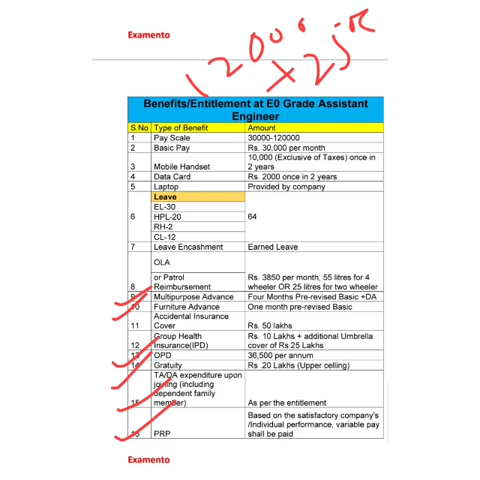 Examento
12000
x 25%
Benefits/Entitlement at E0 Grade Assistant
Engineer
S.No Type of Benefit Amount
1 Pay Scale 30000-120000
2 Basic Pay Rs. 30,000 per month
3 Mobile Handset 10,000 (Exclusive of Taxes) once in
2 years
4 Data Card Rs. 2000 once in 2 years
5 Laptop Provided by company
6 Leave
EL-30
HPL-20 64
RH-2
CL-12
7 Leave Encashment Earned Leave
OLA
or Patrol Rs. 3850 per month, 55 litres for 4
8 Reimbursement wheeler OR 25 litres for two wheeler
9 Multipurpose Advance Four Months Pre-revised Basic +DA
10 Furniture Advance One month pre-revised Basic
Accidental Insurance
11 Cover Rs. 50 lakhs
Group Health Rs. 10 Lakhs + additional Umbrella
12 Insurance(IPD) cover of Rs 25 Lakhs
13 OPD 36,500 per annum
14 Gratuity Rs .20 Lakhs (Upper celling)
TA/DA expenditure upon
joining (including
dependent family
15 member) As per the entitlement
Based on the satisfactory company's
/Individual performance, variable pay
16 PRP shall be paid
Examento